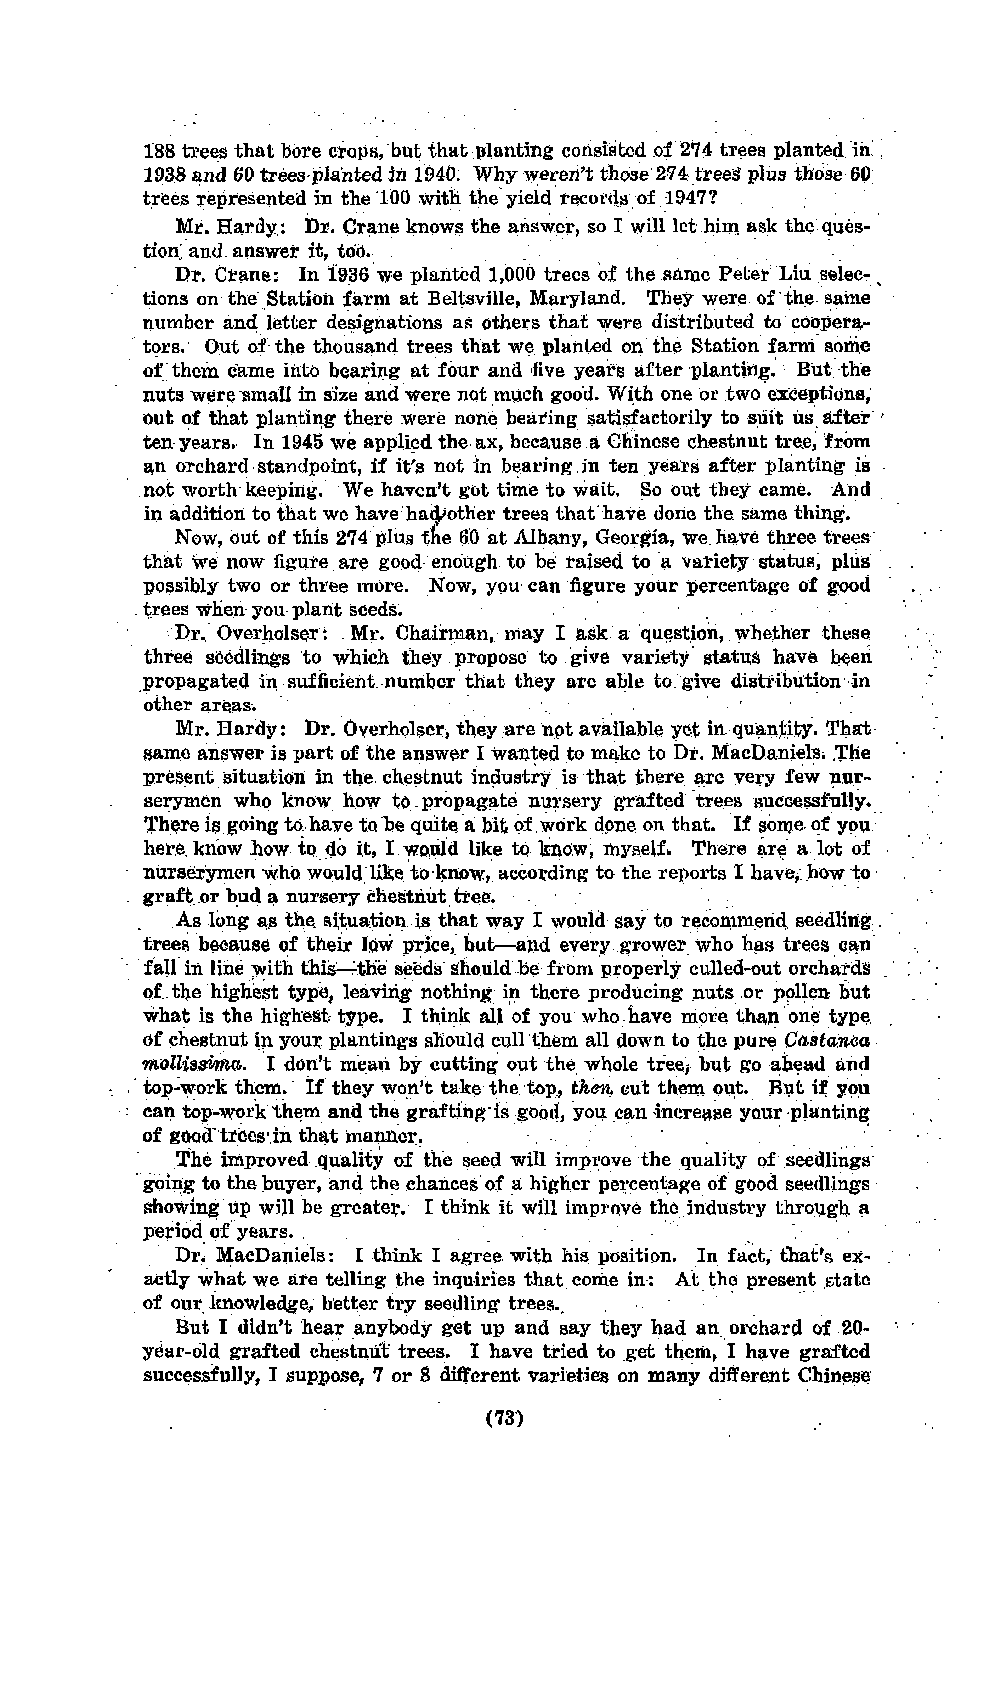 188 trees that bore crops, but that planting consisted of 274 trees planted in
1938 and 60 trees planted in 1940. Why weren't those 274 trees plus those 60
trees represented in the 100 with the yield records of 1947?
Mr. Hardy: Dr. Crane knows the answer, so I will let him ask the ques-
tion and answer it, too.
Dr. Crane: In 1936 we planted 1,000 trees of the same Peter Liu selec-
tions on the Station farm at Beltsville, Maryland. They were of the same
number and letter designations as others that were distributed to coopera-
tors. Out of the thousand trees that we planted on the Station farm some
of them came into bearing at four and five years after planting. But the
nuts were small in size and were not much good. With one or two exceptions,
out of that planting there were none bearing satisfactorily to suit us after
ten years. In 1945 we applied the ax, because a Chinese chestnut tree, from
an orchard standpoint, if it's not in bearing in ten years after planting is
not worth keeping. We haven't got time to wait. So out they came. And
in addition to that we have had other trees that have done the same thing.
Now, out of this 274 plus the 60 at Albany, Georgia, we have three trees
that we now figure are good enough to be raised to a variety status, plus
possibly two or three more. Now, you can figure your percentage of good
trees when you plant seeds.
Dr. Overholser: Mr. Chairman, may I ask a question, whether these
three seedlings to which they propose to give variety status have been
propagated in sufficient number that they are able to give distribution in
other areas.
Mr. Hardy: Dr. Overholser, they are not available yet in quantity. That
same answer is part of the answer I wanted to make to Dr. MacDaniels. The
present situation in the chestnut industry is that there are very few nur-
serymen who know how to propagate nursery grafted trees successfully.
There is going to have to be quite a bit of work done on that. If some of you
here know how to do it, I would like to know, myself. There are a lot of
nurserymen who would like to know, according to the reports I have, how to
graft or bud a nursery chestnut tree.
As long as the situation is that way I would say to recommend seedling
trees because of their low price, but—and every grower who has trees can
fall in line with this—the seeds should be from properly culled-out orchards
of the highest type, leaving nothing in there producing nuts or pollen but
what is the highest type. I think all of you who have more than one type
of chestnut in your plantings should cull them all down to the pure Castanea
mollissima. I don't mean by cutting out the whole tree, but go ahead and
top-work them. If they won't take the top, then cut them out. But if you
can top-work them and the grafting is good, you can increase your planting
of good trees in that manner.
The improved quality of the seed will improve the quality of seedlings
going to the buyer, and the chances of a higher percentage of good seedlings
showing up will be greater. I think it will improve the industry through a
period of years.
Dr. MacDaniels: I think I agree with his position. In fact, that's ex-
actly what we are telling the inquiries that come in: At the present state
of our knowledge, better try seedling trees.
But I didn't hear anybody get up and say they had an orchard of 20-
year-old grafted chestnut trees. I have tried to get them, I have grafted
successfully, I suppose, 7 or 8 different varieties on many different Chinese
(73)